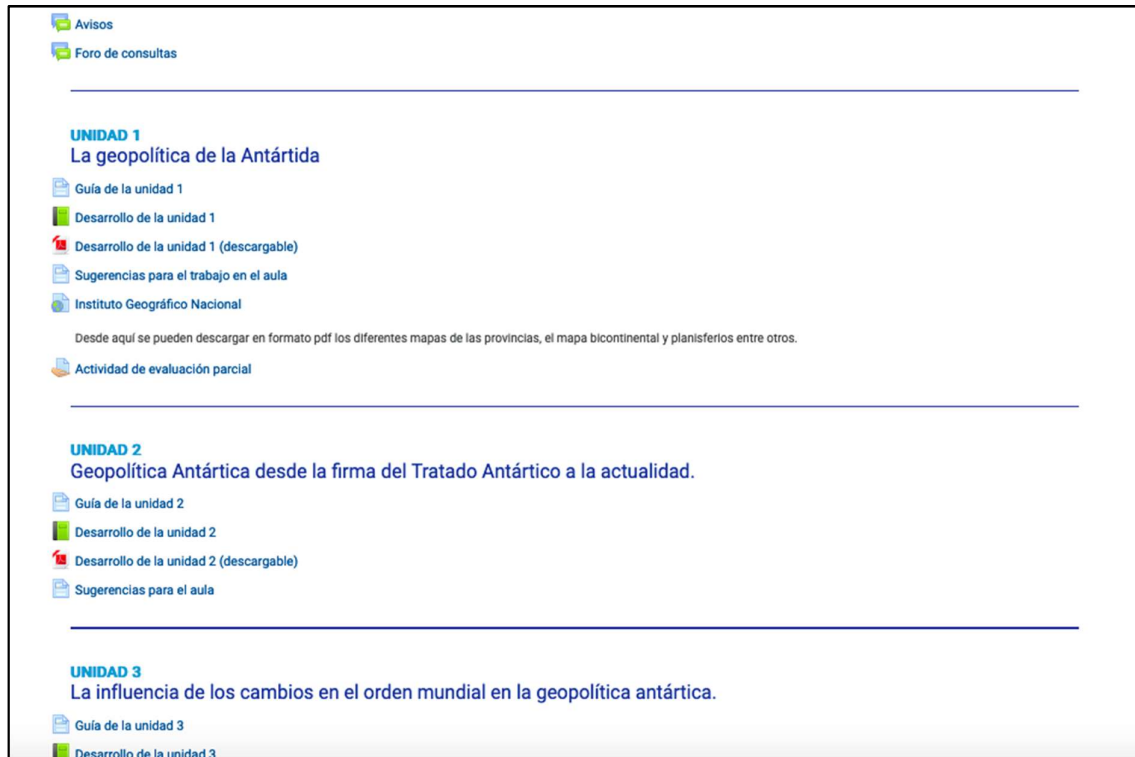 Avisos
Foro de consultas
UNIDAD 1
La geopolítica de la Antártida
Guía de la unidad 1
Desarrollo de la unidad 1
Desarrollo de la unidad 1 (descargable)
Sugerencias para el trabajo en el aula
Instituto Geográfico Nacional
Desde aquí se pueden descargar en formato pdf los diferentes mapas de las provincias, el mapa bicontinental y planisferios entre otros.
Actividad de evaluación parcial
UNIDAD 2
Geopolítica Antártica desde la firma del Tratado Antártico a la actualidad.
Guía de la unidad 2
Desarrollo de la unidad 2
Desarrollo de la unidad 2 (descargable)
Sugerencias para el aula
UNIDAD 3
La influencia de los cambios en el orden mundial en la geopolítica antártica.
Guía de la unidad 3
Desarrollo de la unidad 3